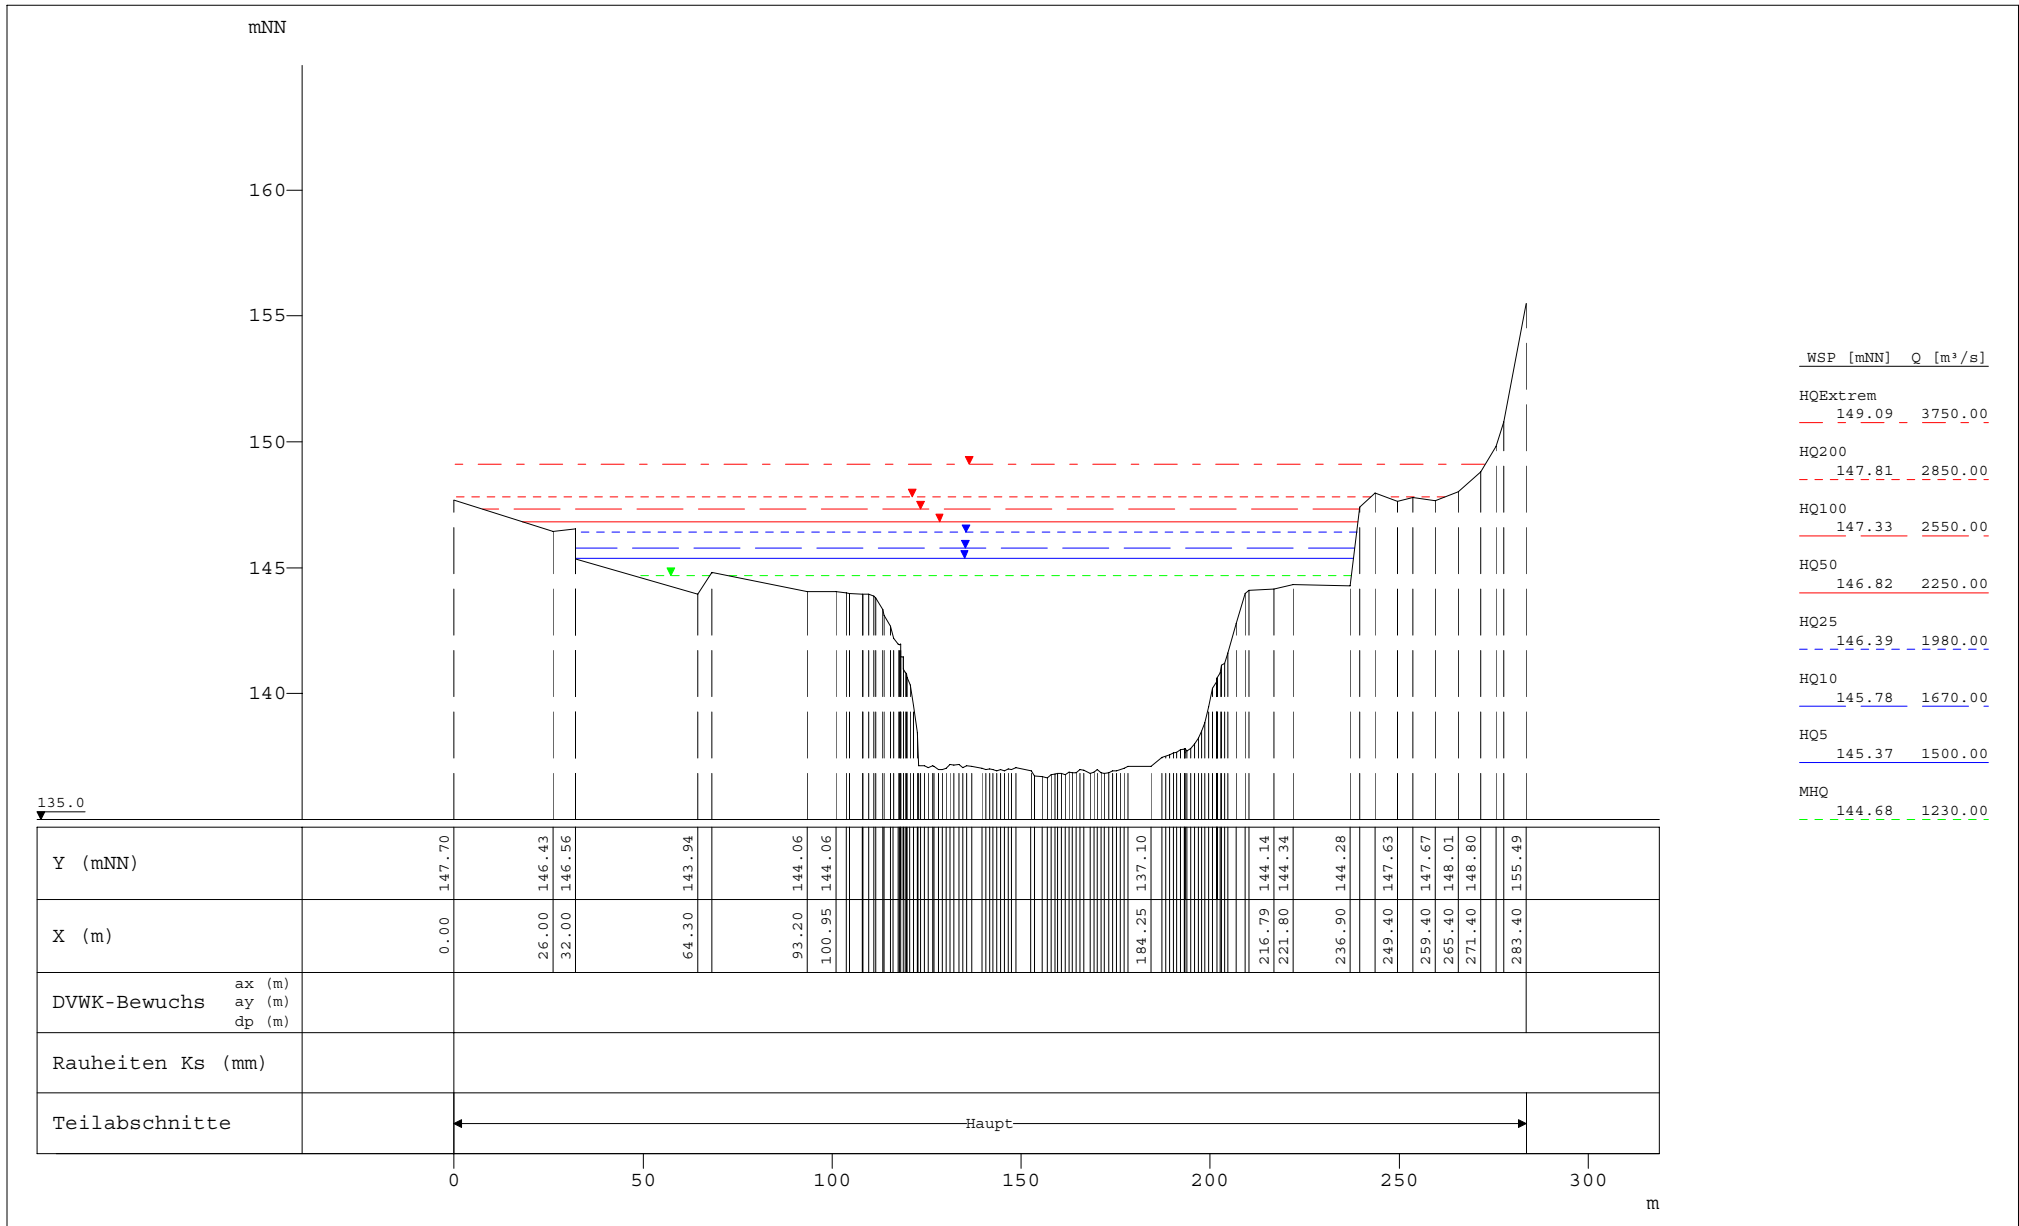 mNN
160
155
150
145
140
135.0
WSP [mNN] Q [m³/s]
HQExtrem
149.09 3750.00
HQ200
147.81 2850.00
HQ100
147.33 2550.00
HQ50
146.82 2250.00
HQ25
146.39 1980.00
HQ10
145.78 1670.00
HQ5
145.37 1500.00
MHQ
144.68 1230.00
Y (mNN) 147.70 146.43 146.56 143.94 144.06 144.06 137.10 144.14 144.34 144.28 147.63 147.67 148.01 148.80 155.49
X (m) 0.00 26.00 32.00 64.30 93.20 100.95 184.25 216.79 221.80 236.90 249.40 259.40 265.40 271.40 283.40
DVWK-Bewuchs
ax (m)
ay (m)
dp (m)
Rauheiten Ks (mm)
Teilabschnitte Haupt
0 50 100 150 200 250 300
m